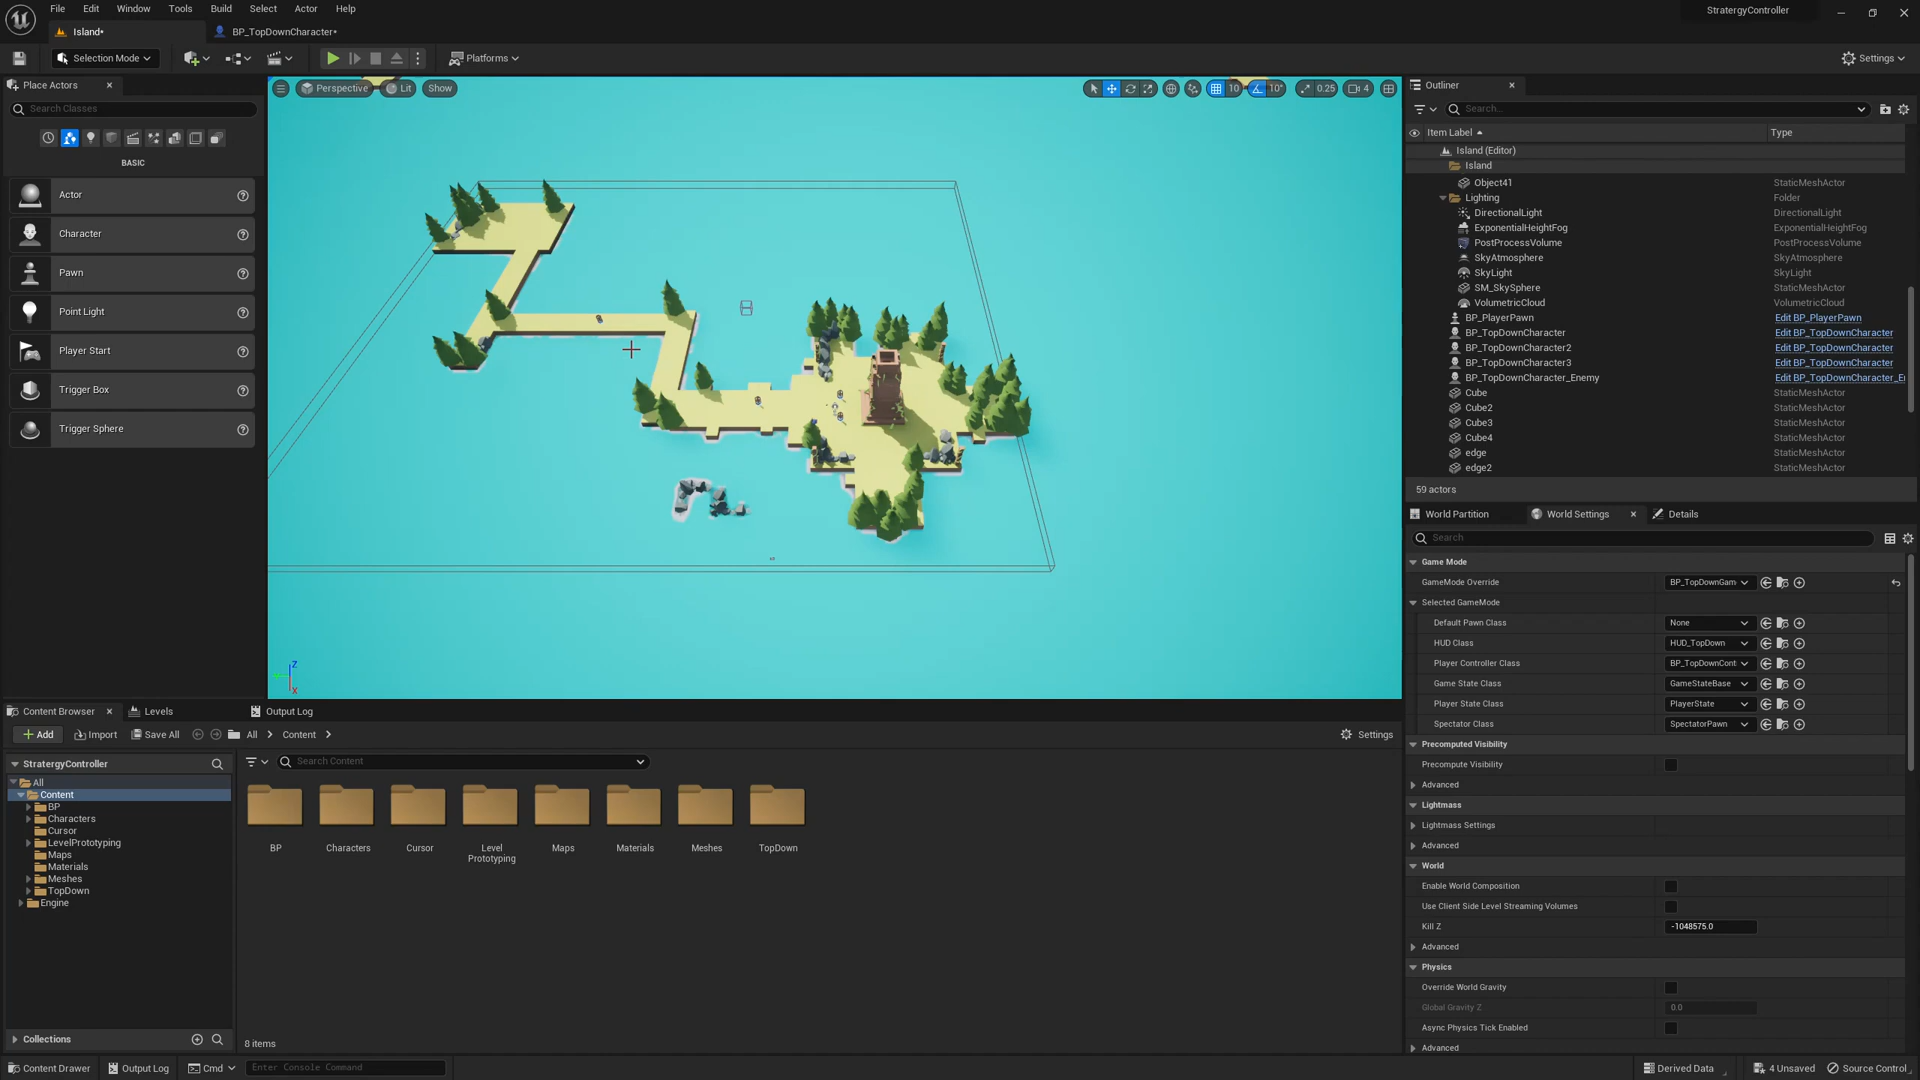 File Edit Window Tools Build Select Actor Help
StratergyController
Island*
BP_TopDownCharacter*
Selection Mode
Platforms
Settings
Place Actors
Search Classes
BASIC
Actor
Character
Pawn
Point Light
Player Start
Trigger Box
Trigger Sphere
Perspective
Lit
Show
10
10°
0.25
4
Z
X
Outliner
Search...
Item Label
Type
Island (Editor)
Island
Object41 StaticMeshActor
Lighting Folder
DirectionalLight DirectionalLight
ExponentialHeightFog ExponentialHeightFog
PostProcessVolume PostProcessVolume
SkyAtmosphere SkyAtmosphere
SkyLight SkyLight
SM_SkySphere StaticMeshActor
VolumetricCloud VolumetricCloud
BP_PlayerPawn Edit BP_PlayerPawn
BP_TopDownCharacter Edit BP_TopDownCharacter
BP_TopDownCharacter2 Edit BP_TopDownCharacter
BP_TopDownCharacter3 Edit BP_TopDownCharacter
BP_TopDownCharacter_Enemy Edit BP_TopDownCharacter_E
Cube StaticMeshActor
Cube2 StaticMeshActor
Cube3 StaticMeshActor
Cube4 StaticMeshActor
edge StaticMeshActor
edge2 StaticMeshActor
59 actors
World Partition
World Settings
Details
Search
Game Mode
GameMode Override BP_TopDownGam
Selected GameMode
Default Pawn Class None
HUD Class HUD_TopDown
Player Controller Class BP_TopDownCont
Game State Class GameStateBase
Player State Class PlayerState
Spectator Class SpectatorPawn
Precomputed Visibility
Precompute Visibility
Advanced
Lightmass
Lightmass Settings
Advanced
World
Enable World Composition
Use Client Side Level Streaming Volumes
Kill Z -1048575.0
Advanced
Physics
Override World Gravity
Global Gravity Z 0.0
Async Physics Tick Enabled
Advanced
Content Browser
Levels
Output Log
Add
Import
Save All
All
Content
Settings
StratergyController
Search Content
All
Content
BP
Characters
Cursor
LevelPrototyping
Maps
Materials
Meshes
TopDown
Engine
BP
Characters
Cursor
Level Prototyping
Maps
Materials
Meshes
TopDown
Collections
8 items
Content Drawer
Output Log
Cmd
Enter Console Command
Derived Data
4 Unsaved
Source Control